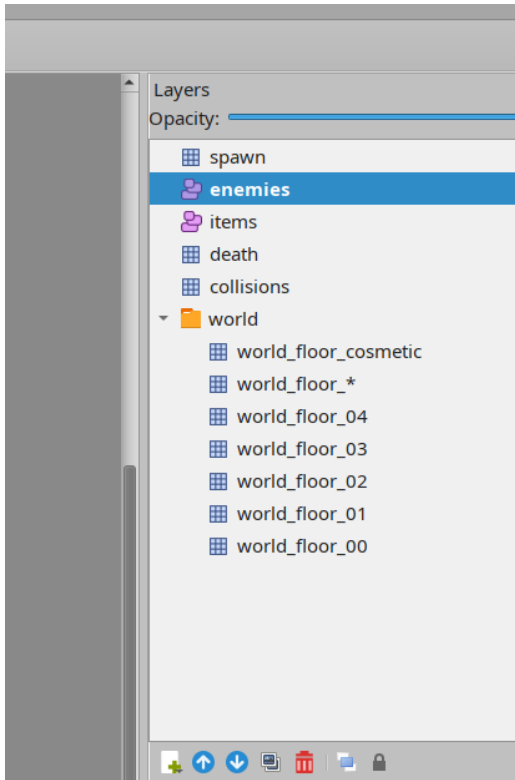 Layers
Opacity:
spawn
enemies
items
death
collisions
world
world_floor_cosmetic
world_floor_*
world_floor_04
world_floor_03
world_floor_02
world_floor_01
world_floor_00